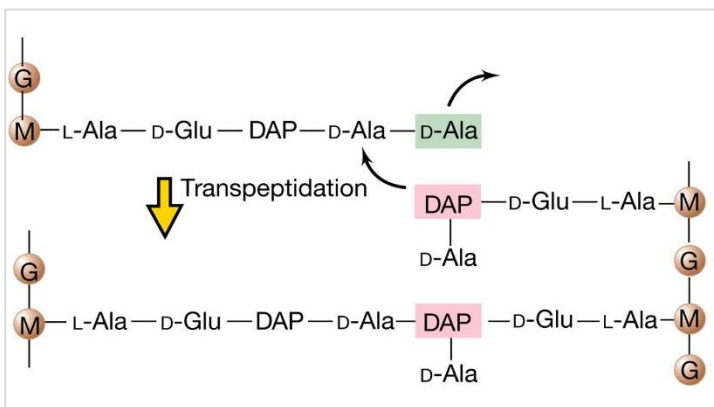 G
M L-Ala D-Glu DAP D-Ala D-Ala
Transpeptidation
DAP D-Glu L-Ala M
D-Ala
G
G
M L-Ala D-Glu DAP D-Ala DAP D-Glu L-Ala M
D-Ala
G